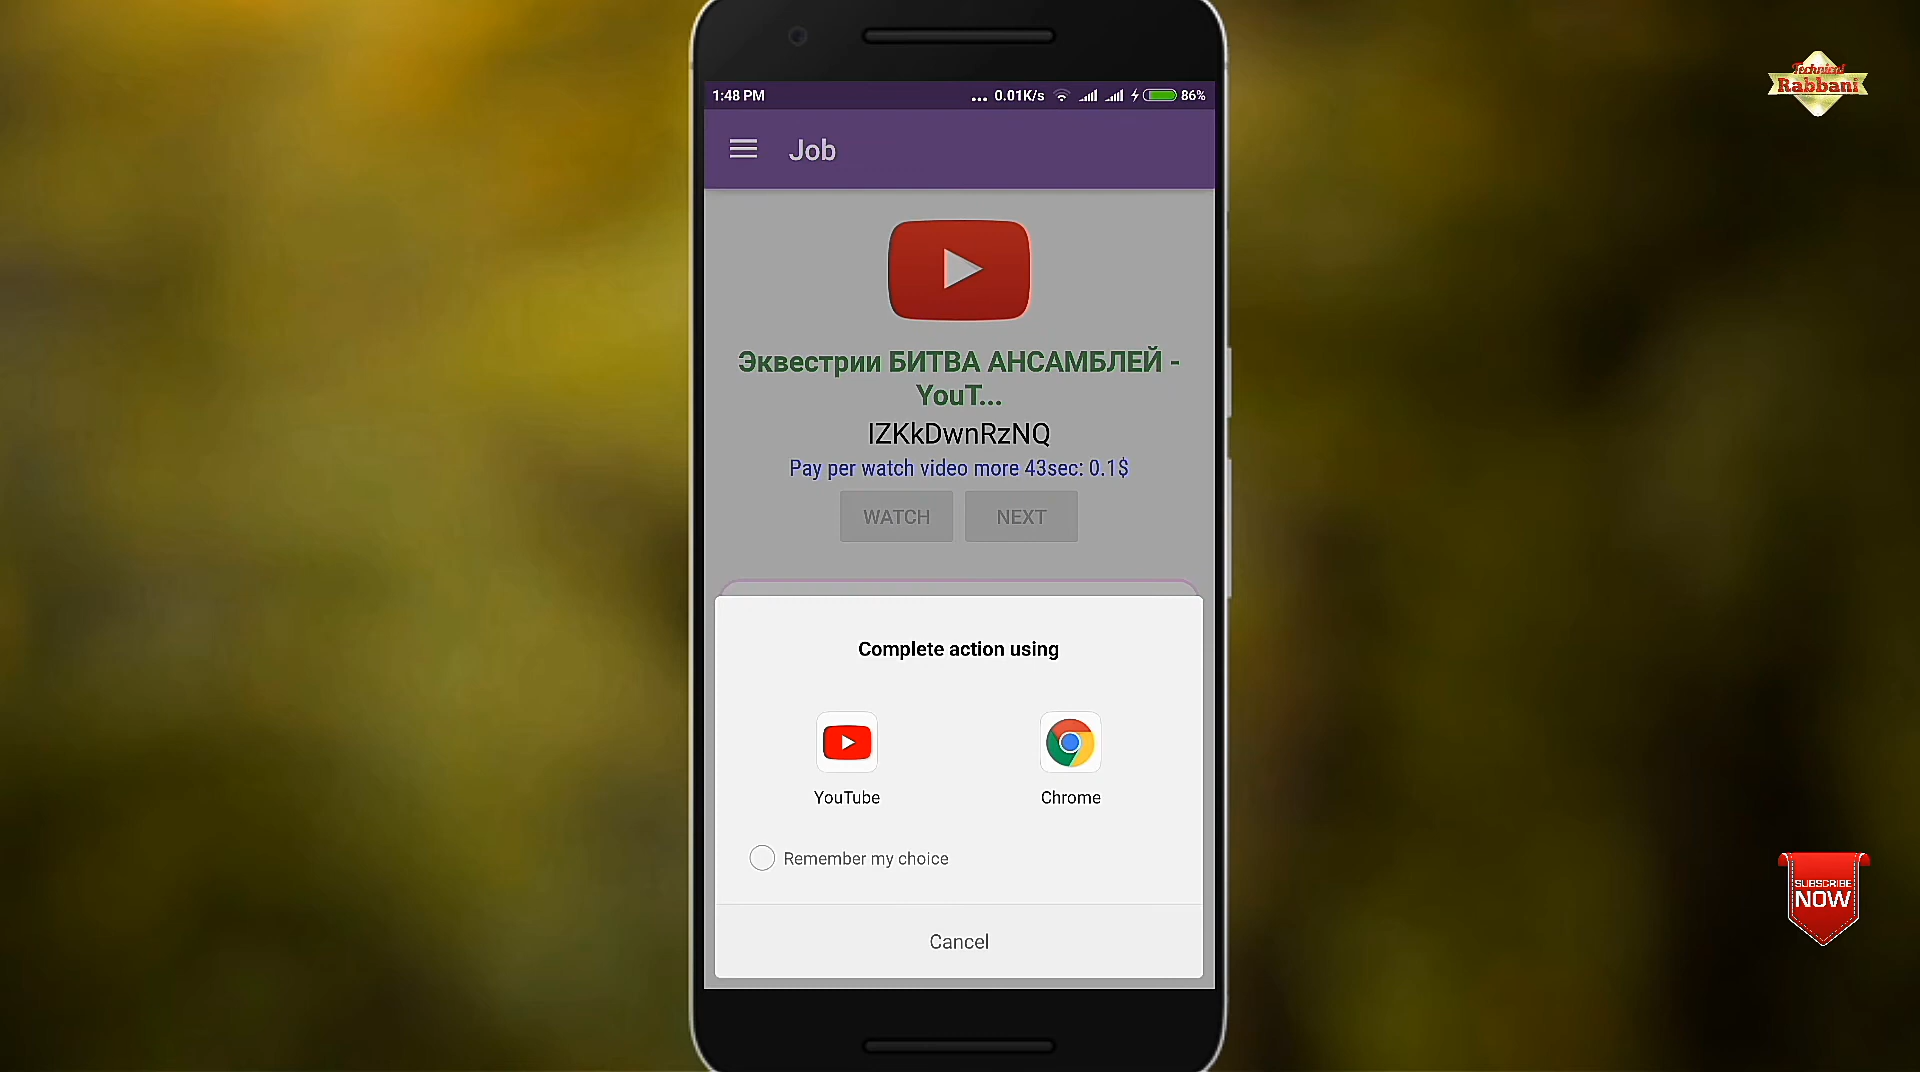 1:48 PM
... 0.01K/s
86%
Technical
Rabbani
Job
Эквестрии БИТВА АНСАМБЛЕЙ -
YouT...
IZKkDwnRzNQ
Pay per watch video more 43sec: 0.1$
WATCH
NEXT
Complete action using
YouTube
Chrome
Remember my choice
Cancel
SUBSCRIBE
NOW